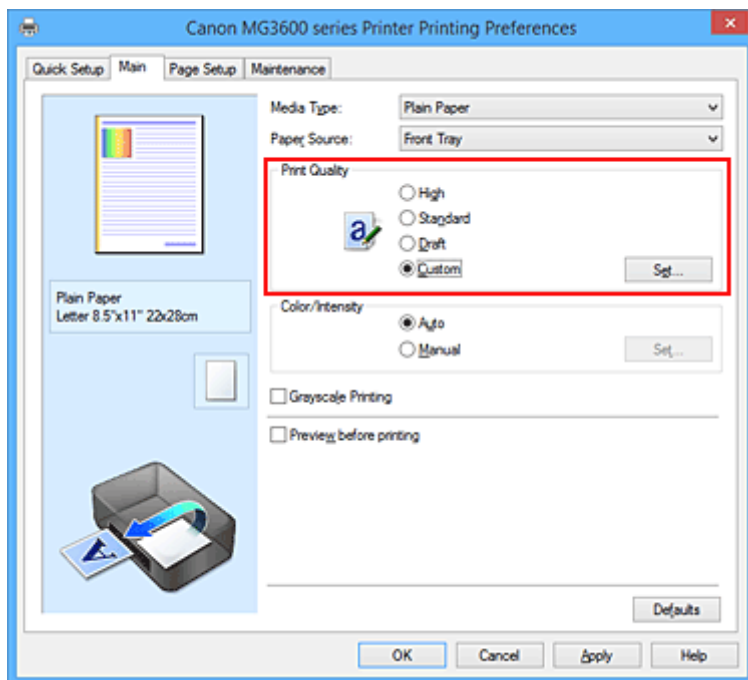 Canon MG3600 series Printer Printing Preferences
Quick Setup Main Page Setup Maintenance
Media Type: Plain Paper
Paper Source: Front Tray
Print Quality
High
Standard
Draft
Custom Set...
Plain Paper
Letter 8.5"x11" 22x28cm
Color/Intensity
Auto
Manual Set...
Grayscale Printing
Preview before printing
Defaults
OK Cancel Apply Help